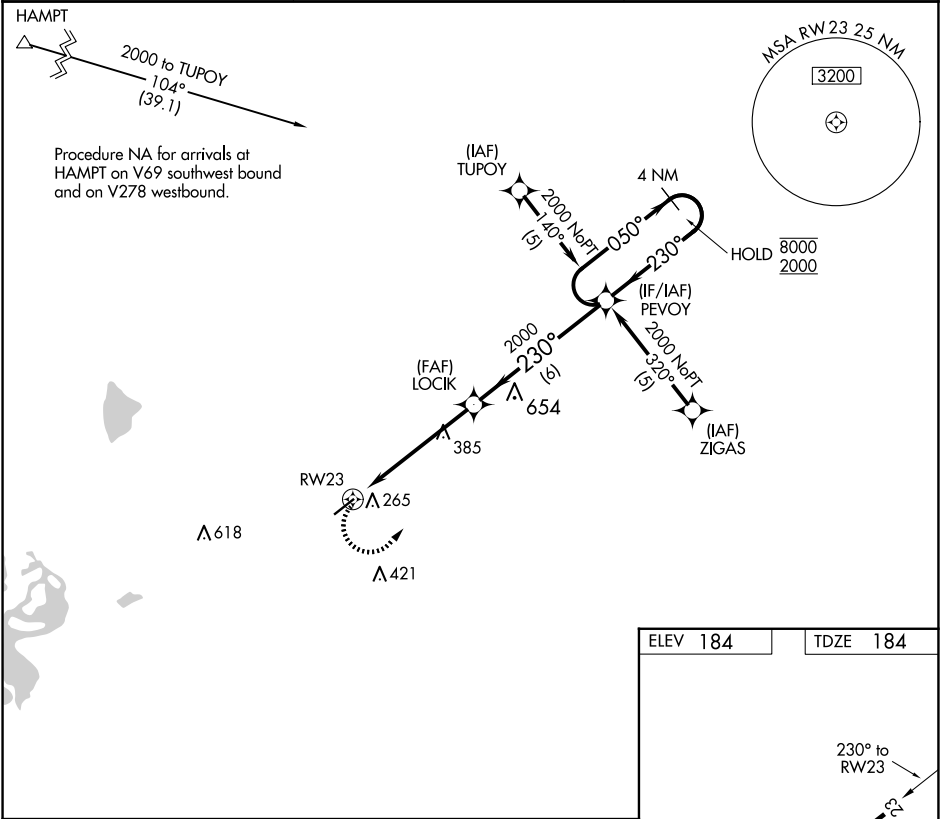 HAMPT
2000 to TUPOY
104°
(39.1)
Procedure NA for arrivals at
HAMPT on V69 southwest bound
and on V278 westbound.
MSA RW23 25 NM
3200
(IAF)
TUPOY
2000 NoPT
140°
(5)
4 NM
050°
230°
HOLD 8000
2000
(IF/IAF)
PEVOY
2000 NoPT
320°
(5)
(IAF)
ZIGAS
2000
230°
(6)
(FAF)
LOCIK
654
385
RW23
265
618
421
ELEV 184
TDZE 184
230° to
RW23
23